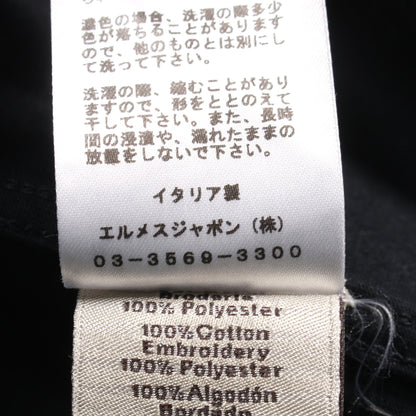 濃色の場合、洗濯の際多少
色が落ちることがあります
ので、他のものとは別にし
て洗って下さい。
洗濯の際、縮むことがあり
ますので、形をととのえて
干して下さい。また、長時
間の浸漬や、濡れたままの
放置をしないで下さい。
イタリア製
エルメスジャポン（株）
03-3569-3300
Broderie
100% Polyester
100% Cotton
Embroidery
100% Polyester
100% Algodón
Bordado